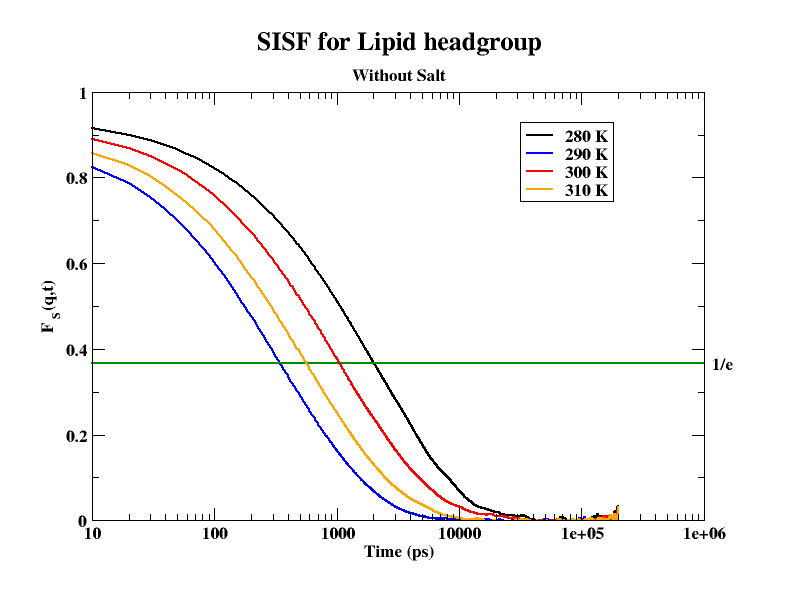 SISF for Lipid headgroup
Without Salt
1
0.8
0.6
0.4
0.2
0
F S (q,t)
280 K
290 K
300 K
310 K
1/e
10
100
1000
10000
1e+05
1e+06
Time (ps)